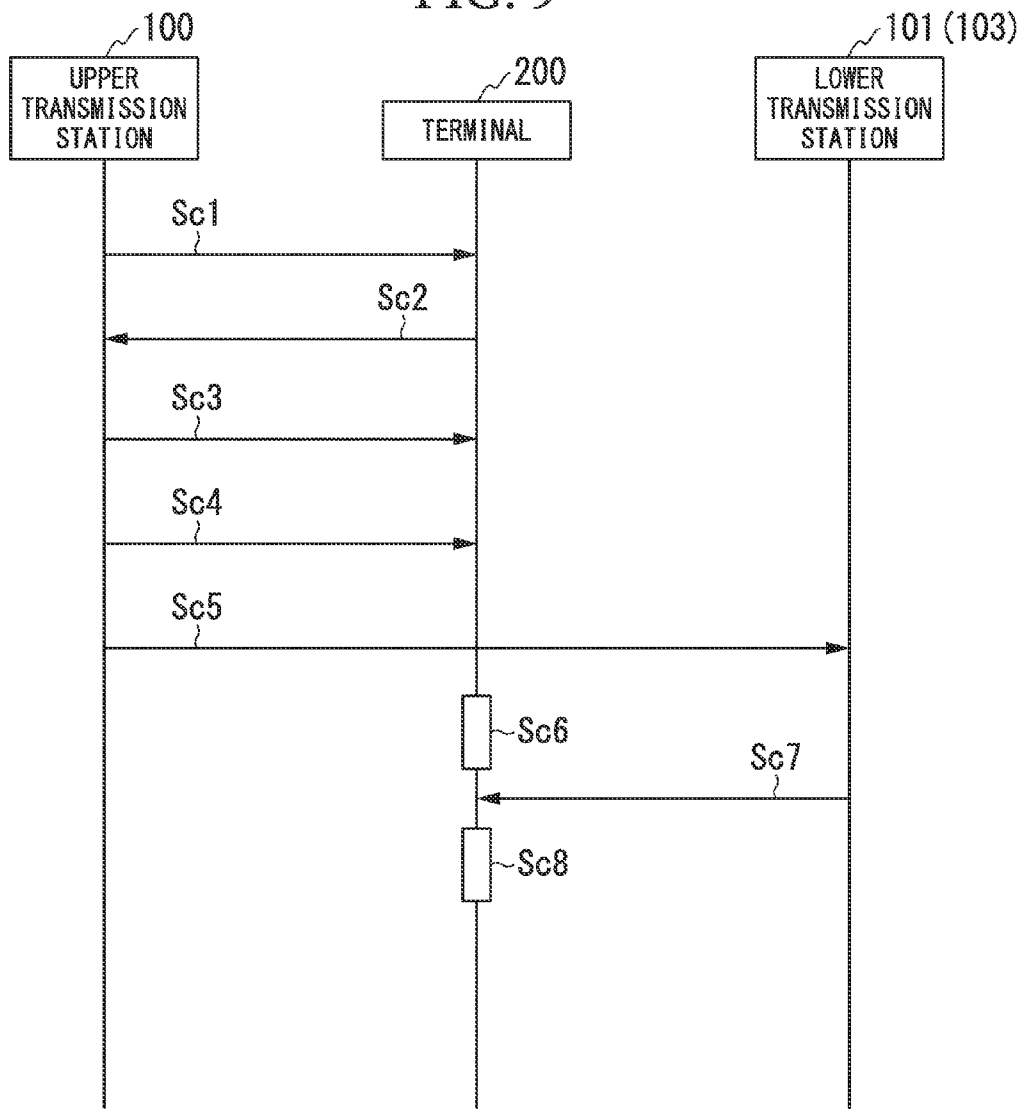 FIG. 9
100
UPPER
TRANSMISSION
STATION
200
TERMINAL
101 (103)
LOWER
TRANSMISSION
STATION
Sc1
Sc2
Sc3
Sc4
Sc5
Sc6
Sc7
Sc8